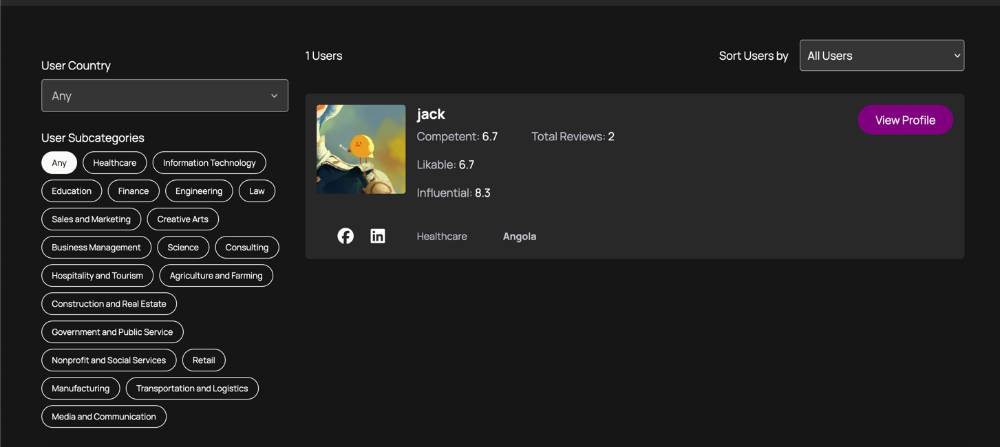 User Country
Any
User Subcategories
Any Healthcare Information Technology
Education Finance Engineering Law
Sales and Marketing Creative Arts
Business Management Science Consulting
Hospitality and Tourism Agriculture and Farming
Construction and Real Estate
Government and Public Service
Nonprofit and Social Services Retail
Manufacturing Transportation and Logistics
Media and Communication
1 Users
Sort Users by All Users
jack
View Profile
Competent: 6.7 Total Reviews: 2
Likable: 6.7
Influential: 8.3
Healthcare Angola